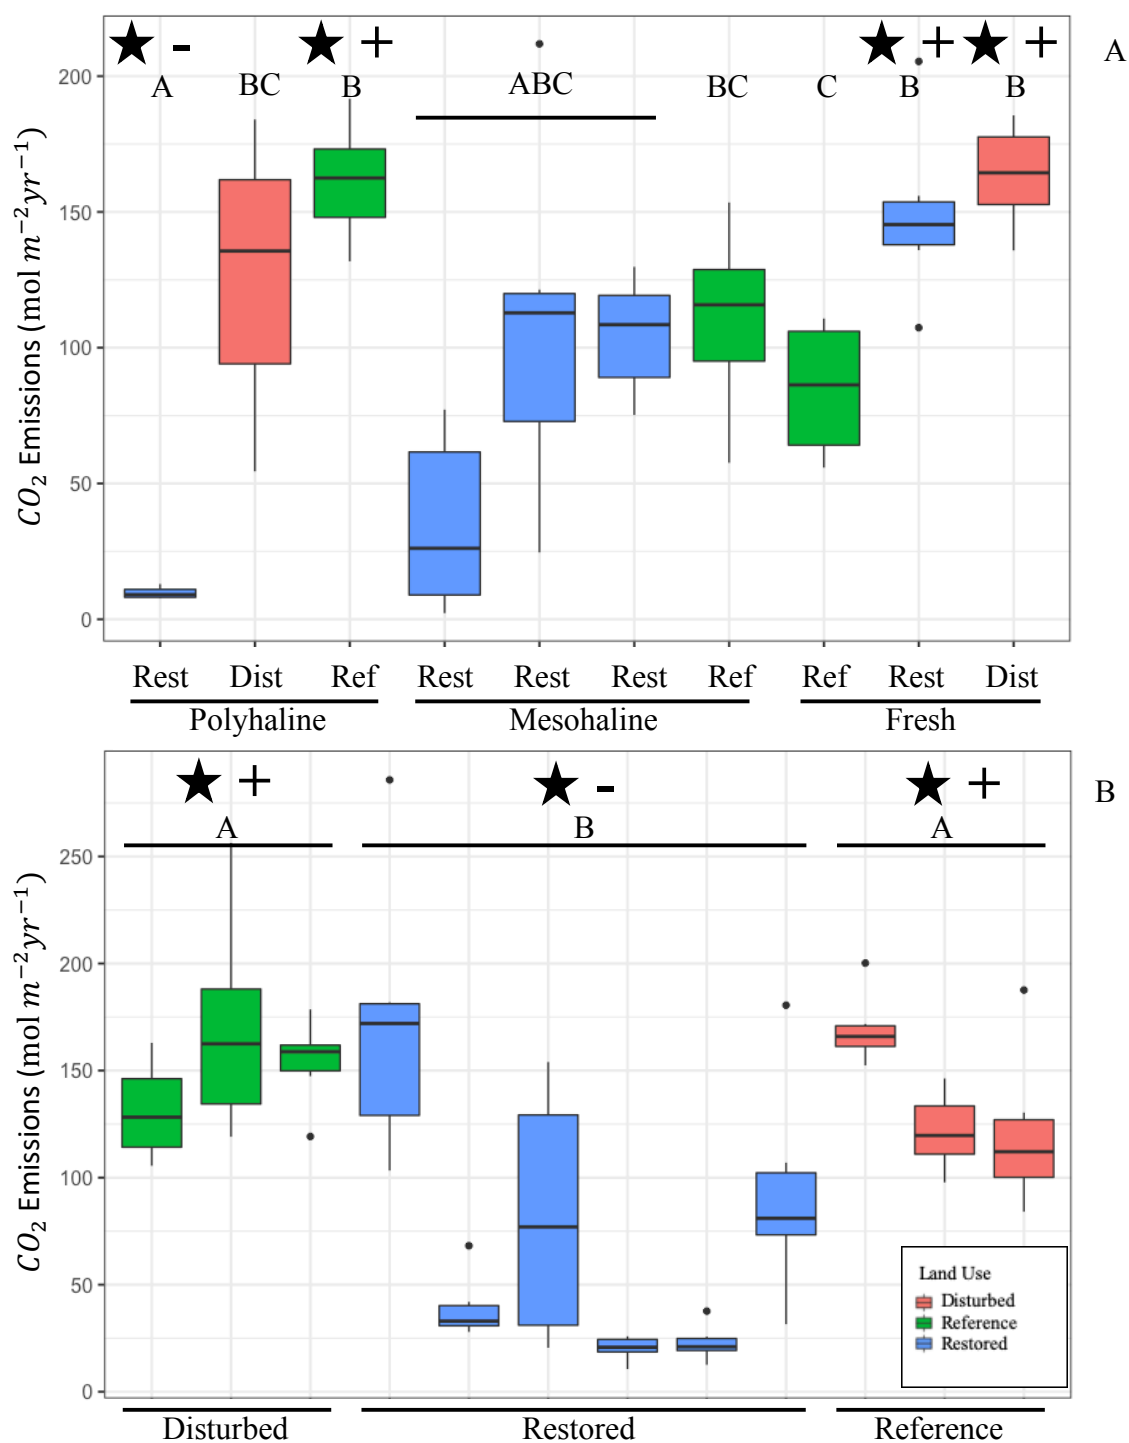 ★ - ★ + ★ + ★ + A
A BC B ABC BC C B B
200
150
100
50
0
CO₂ Emissions (mol m⁻²yr⁻¹)
Rest Dist Ref Rest Rest Rest Ref Ref Rest Dist
Polyhaline Mesohaline Fresh
★ + ★ - ★ + B
A B A
250
200
150
100
50
0
CO₂ Emissions (mol m⁻²yr⁻¹)
Land Use
Disturbed
Reference
Restored
Disturbed Restored Reference